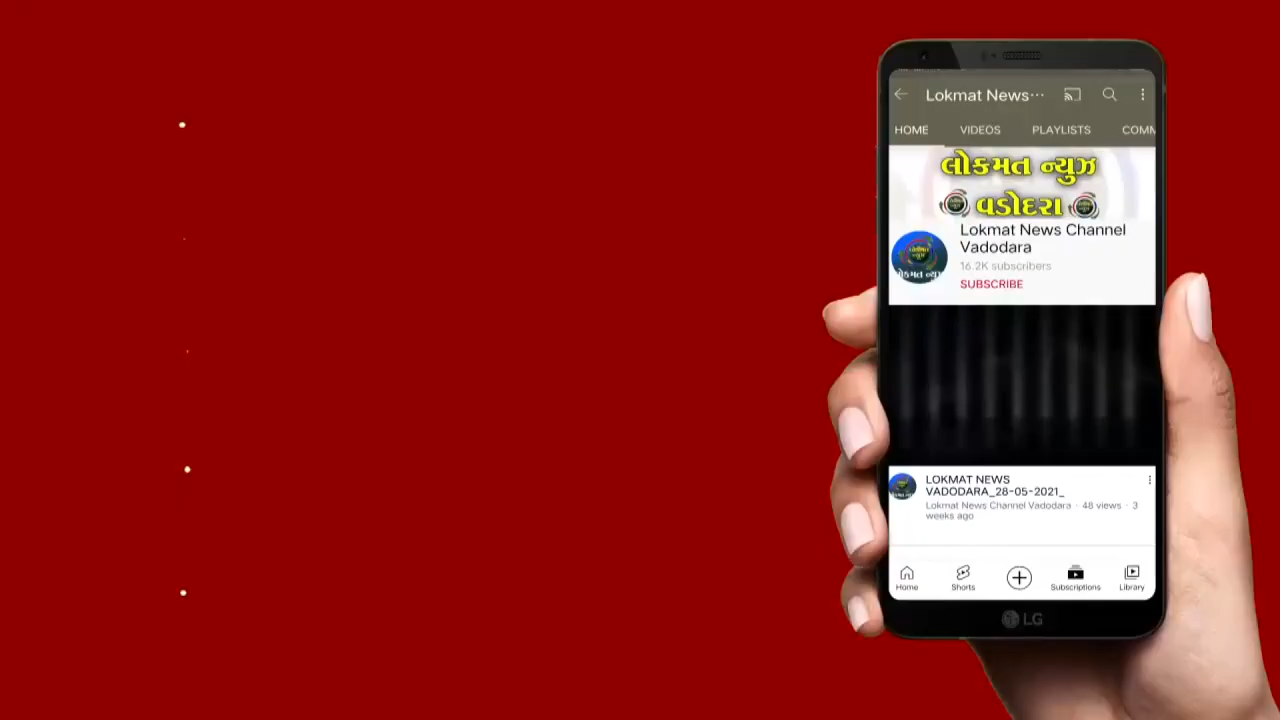 Lokmat News...
HOME VIDEOS PLAYLISTS COMM
લોકમત ન્યુઝ
વડોદરા
Lokmat News Channel
Vadodara
16.2K subscribers
SUBSCRIBE
LOKMAT NEWS
VADODARA_28-05-2021_
Lokmat News Channel Vadodara · 48 views · 3
weeks ago
Home Shorts Subscriptions Library
LG